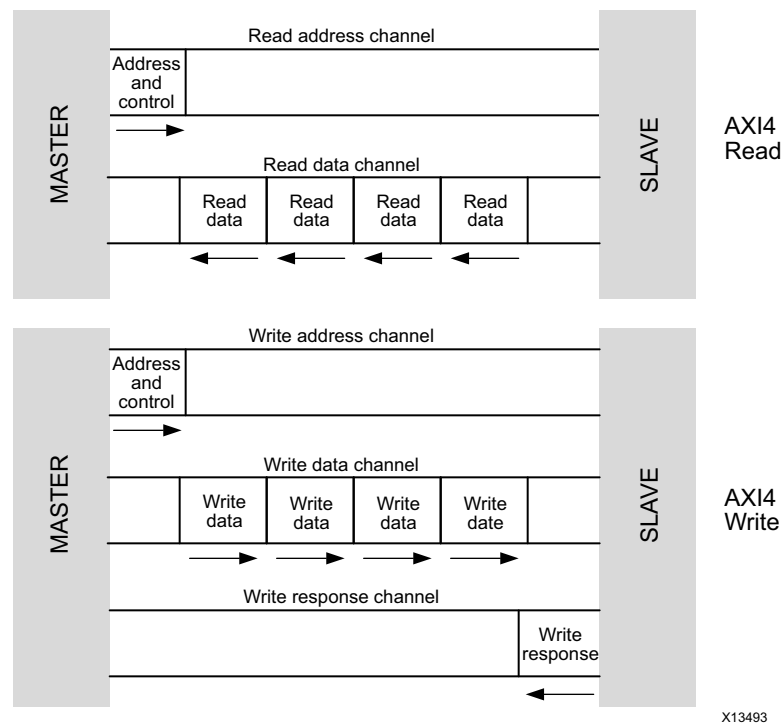 Read address channel
Address
and
control
MASTER
SLAVE
AXI4
Read
Read data channel
Read
data
Read
data
Read
data
Read
data
Write address channel
Address
and
control
MASTER
SLAVE
AXI4
Write
Write data channel
Write
data
Write
data
Write
data
Write
date
Write response channel
Write
response
X13493